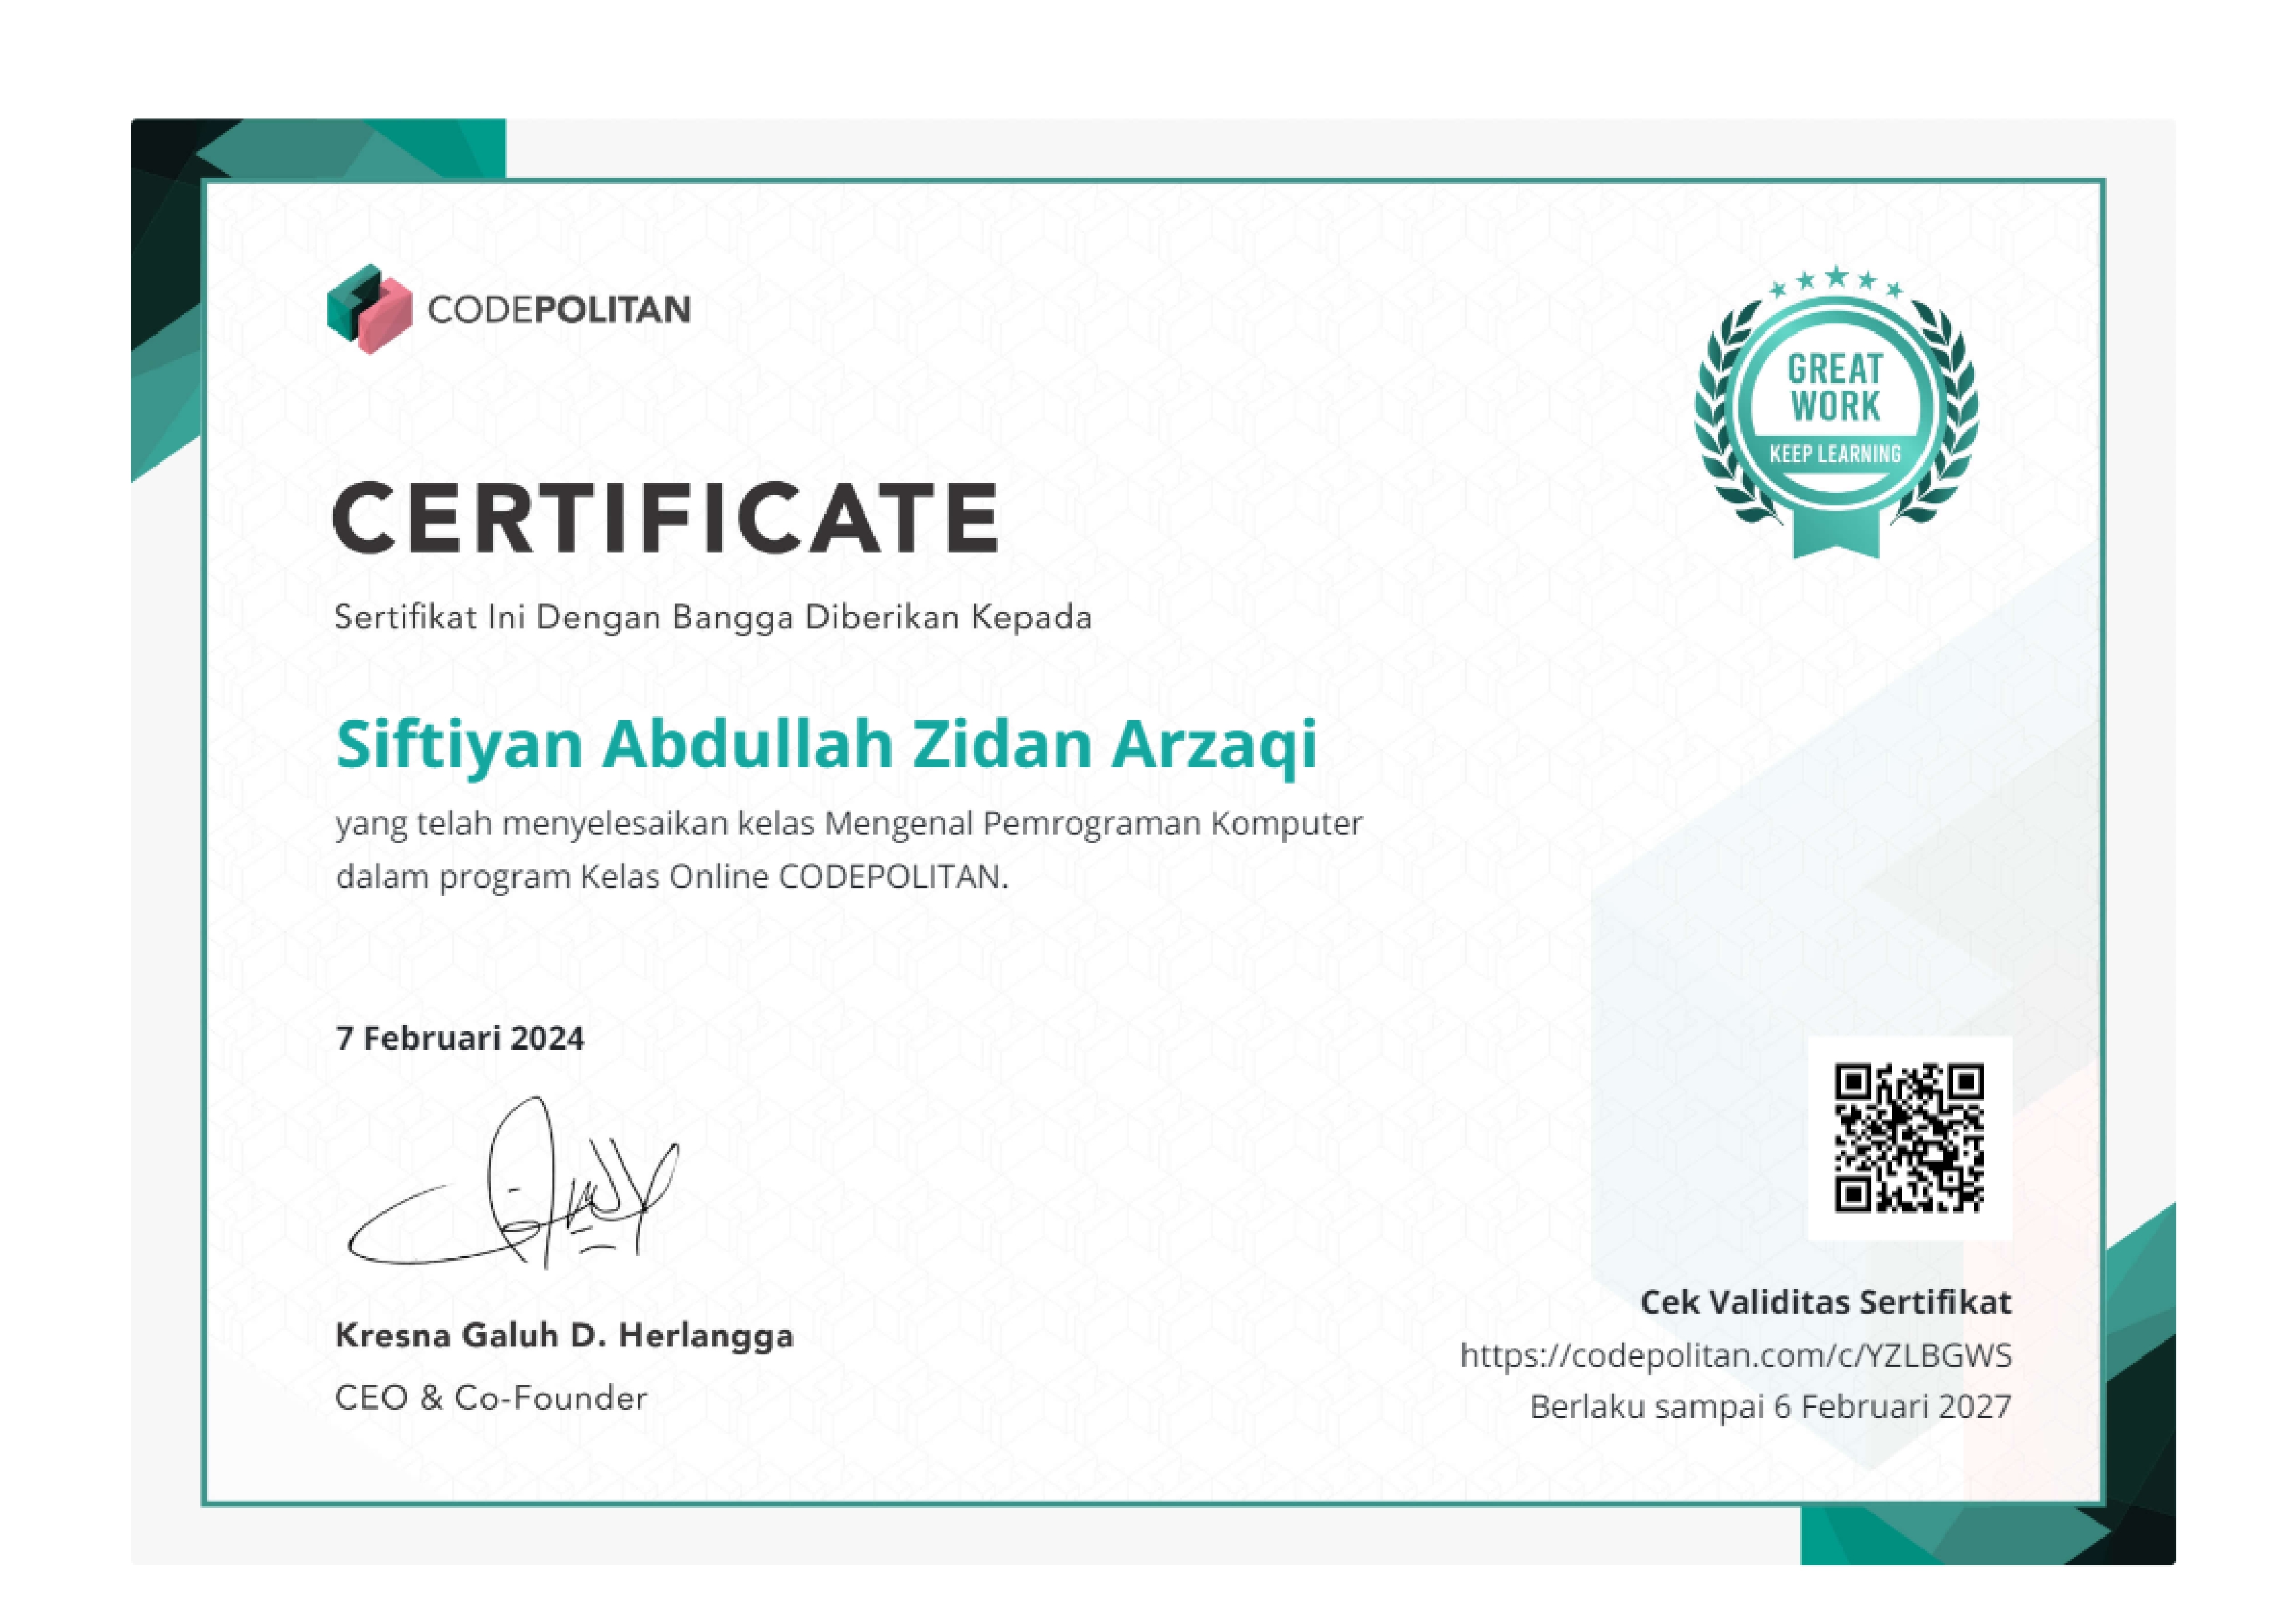 CODEPOLITAN
GREAT
WORK
KEEP LEARNING
CERTIFICATE
Sertifikat Ini Dengan Bangga Diberikan Kepada
Siftiyan Abdullah Zidan Arzaqi
yang telah menyelesaikan kelas Mengenal Pemrograman Komputer
dalam program Kelas Online CODEPOLITAN.
7 Februari 2024
Kresna Galuh D. Herlangga
CEO & Co-Founder
Cek Validitas Sertifikat
https://codepolitan.com/c/YZLBGWS
Berlaku sampai 6 Februari 2027